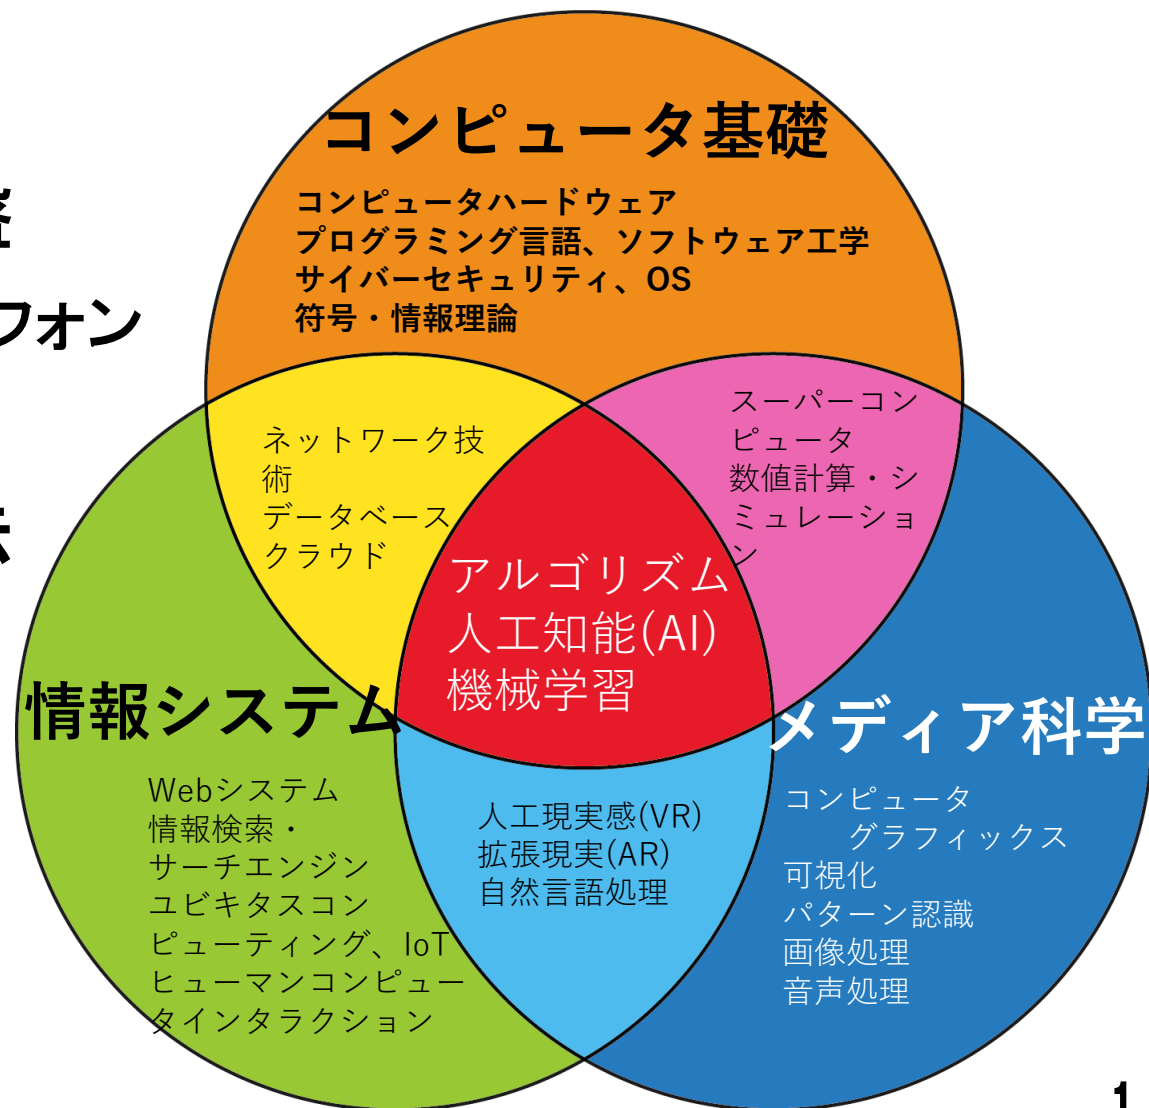 コンピュータ基礎
コンピュータハードウェア
プログラミング言語、ソフトウェア工学
サイバーセキュリティ、OS
符号・情報理論
フォン
ネットワーク技
術
データベース
クラウド
スーパーコン
ピュータ
数値計算・シ
ミュレーショ
ン
アルゴリズム
人工知能(AI)
機械学習
情報システム
Webシステム
情報検索・
サーチエンジン
ユビキタスコン
ピューティング、IoT
ヒューマンコンピュー
タインタラクション
人工現実感(VR)
拡張現実(AR)
自然言語処理
メディア科学
コンピュータ
グラフィックス
可視化
パターン認識
画像処理
音声処理
1